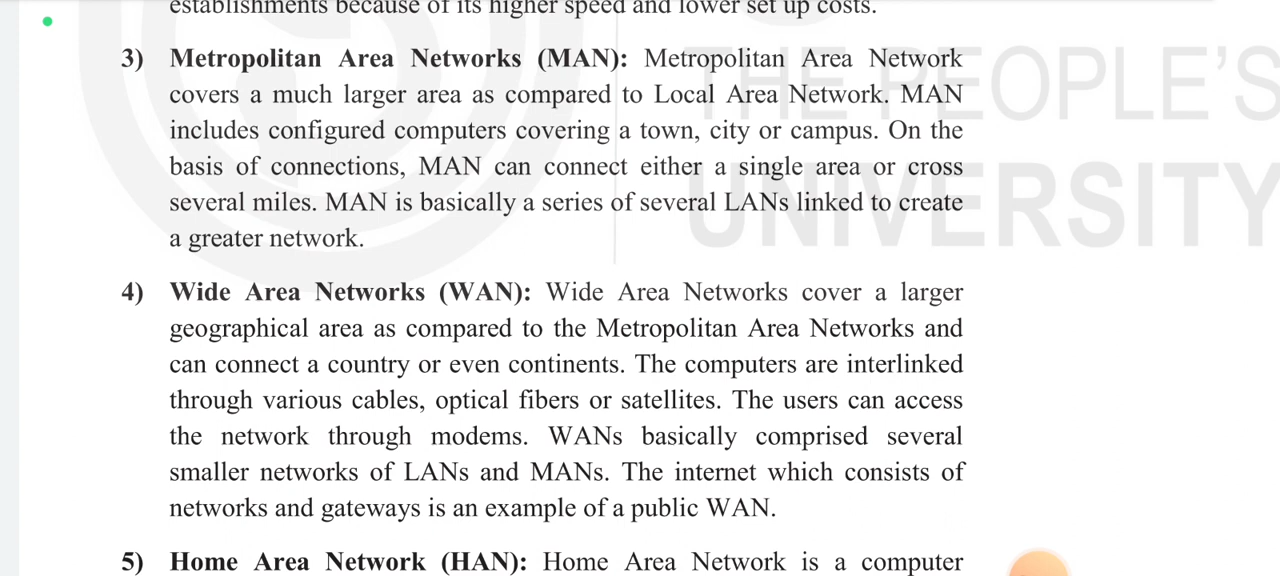 establishments because of its higher speed and lower set up costs.
3) Metropolitan Area Networks (MAN): Metropolitan Area Network
covers a much larger area as compared to Local Area Network. MAN
includes configured computers covering a town, city or campus. On the
basis of connections, MAN can connect either a single area or cross
several miles. MAN is basically a series of several LANs linked to create
a greater network.
4) Wide Area Networks (WAN): Wide Area Networks cover a larger
geographical area as compared to the Metropolitan Area Networks and
can connect a country or even continents. The computers are interlinked
through various cables, optical fibers or satellites. The users can access
the network through modems. WANs basically comprised several
smaller networks of LANs and MANs. The internet which consists of
networks and gateways is an example of a public WAN.
5) Home Area Network (HAN): Home Area Network is a computer
THE PEOPLE'S
UNIVERSITY